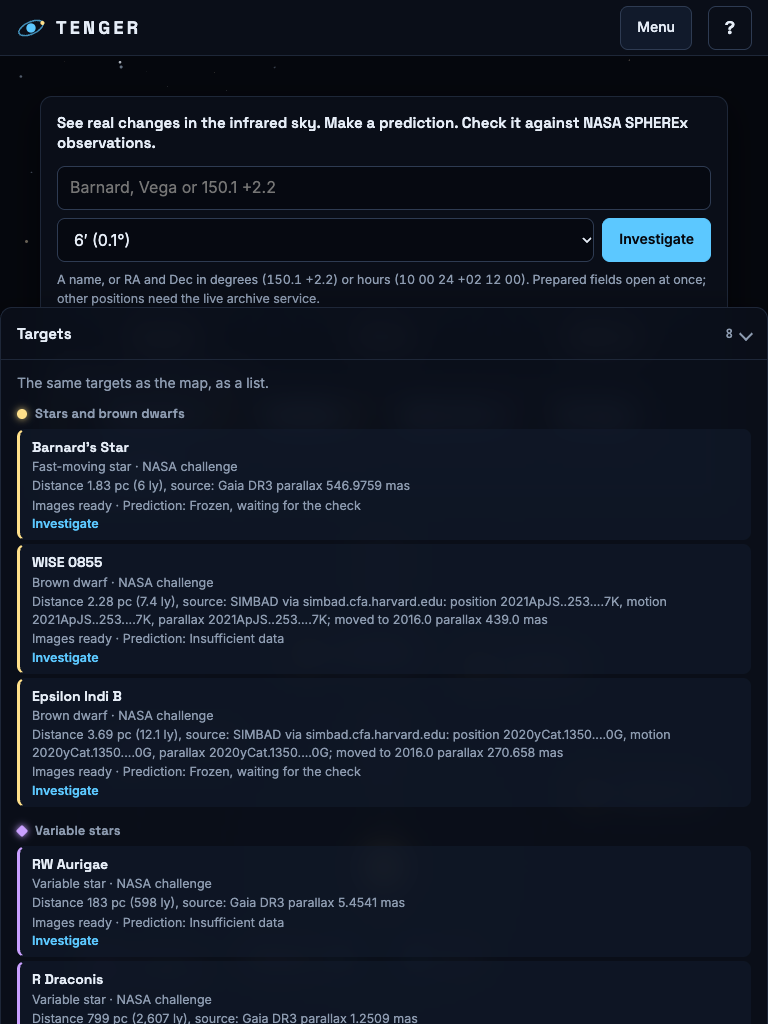 TENGER
Menu
?
See real changes in the infrared sky. Make a prediction. Check it against NASA SPHEREx
observations.
Barnard, Vega or 150.1 +2.2
6′ (0.1°)
Investigate
A name, or RA and Dec in degrees (150.1 +2.2) or hours (10 00 24 +02 12 00). Prepared fields open at once;
other positions need the live archive service.
Targets
8
The same targets as the map, as a list.
Stars and brown dwarfs
Barnard's Star
Fast-moving star · NASA challenge
Distance 1.83 pc (6 ly), source: Gaia DR3 parallax 546.9759 mas
Images ready · Prediction: Frozen, waiting for the check
Investigate
WISE 0855
Brown dwarf · NASA challenge
Distance 2.28 pc (7.4 ly), source: SIMBAD via simbad.cfa.harvard.edu: position 2021ApJS..253....7K, motion
2021ApJS..253....7K, parallax 2021ApJS..253....7K; moved to 2016.0 parallax 439.0 mas
Images ready · Prediction: Insufficient data
Investigate
Epsilon Indi B
Brown dwarf · NASA challenge
Distance 3.69 pc (12.1 ly), source: SIMBAD via simbad.cfa.harvard.edu: position 2020yCat.1350....0G, motion
2020yCat.1350....0G, parallax 2020yCat.1350....0G; moved to 2016.0 parallax 270.658 mas
Images ready · Prediction: Frozen, waiting for the check
Investigate
Variable stars
RW Aurigae
Variable star · NASA challenge
Distance 183 pc (598 ly), source: Gaia DR3 parallax 5.4541 mas
Images ready · Prediction: Insufficient data
Investigate
R Draconis
Variable star · NASA challenge
Distance 799 pc (2,607 ly), source: Gaia DR3 parallax 1.2509 mas